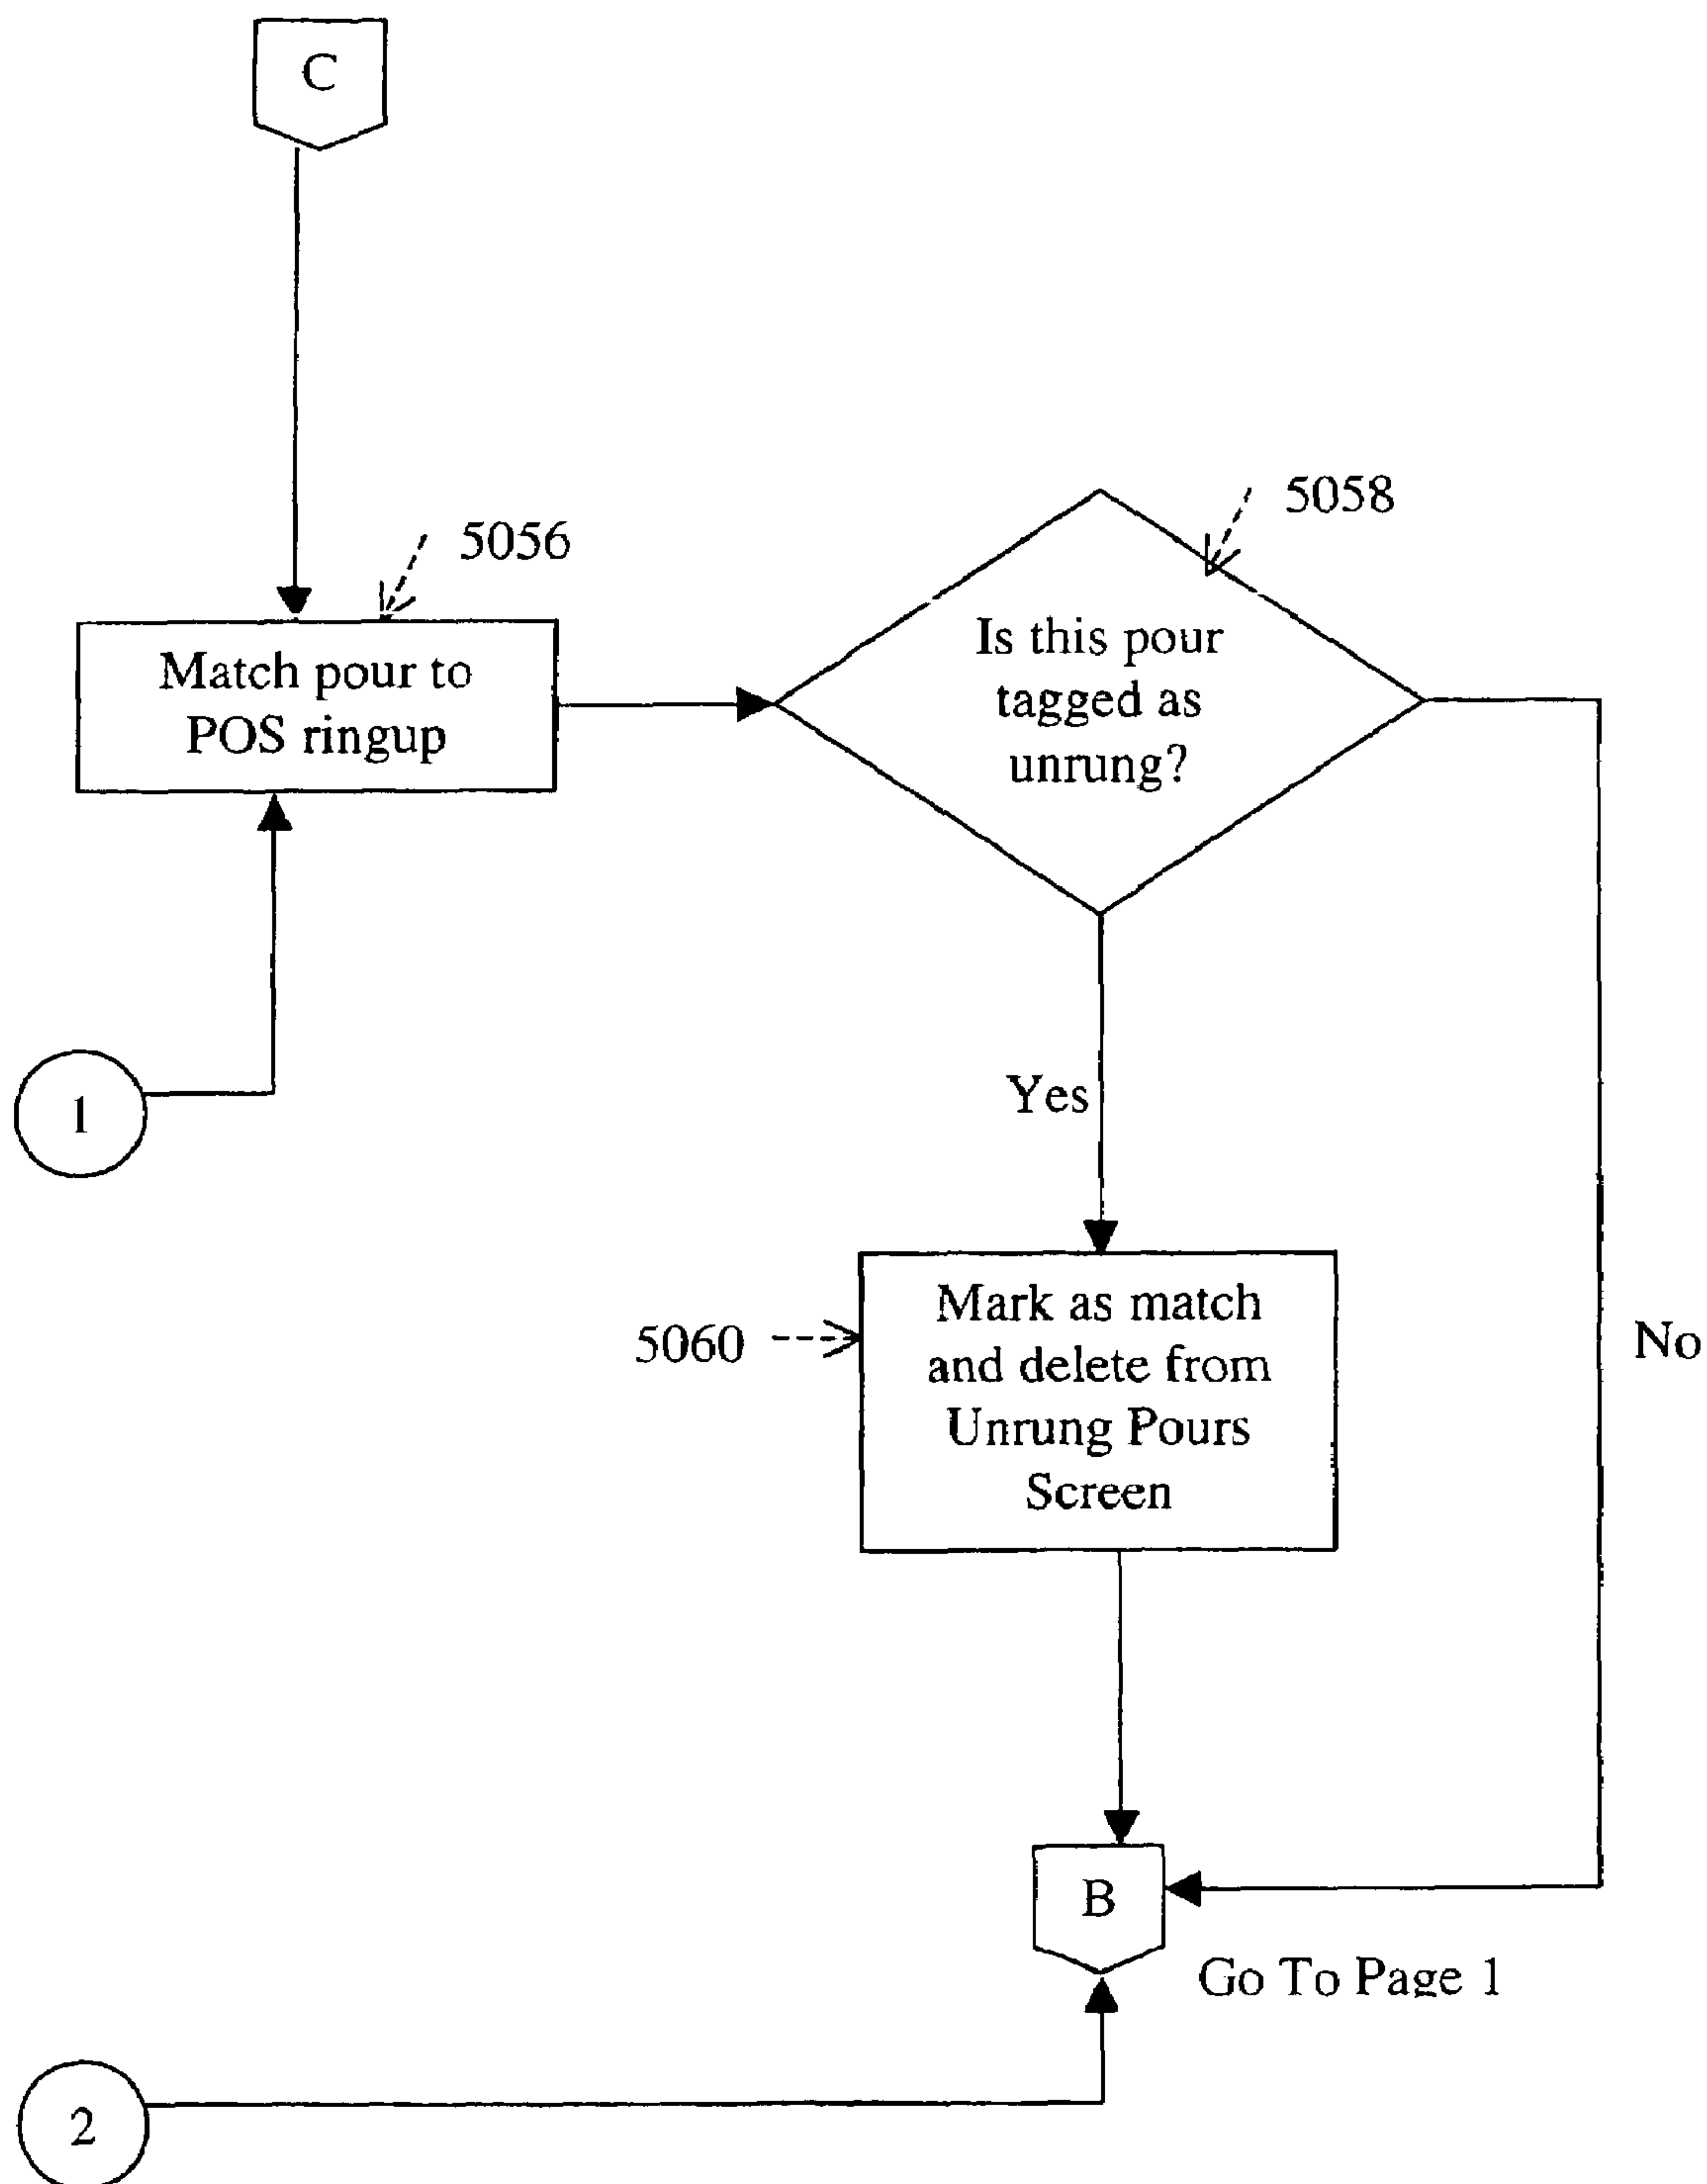 C
5056
5058
Match pour to
POS ringup
Is this pour
tagged as
unrung?
1
Yes
5060
Mark as match
and delete from
Unrung Pours
Screen
No
B
Go To Page 1
2